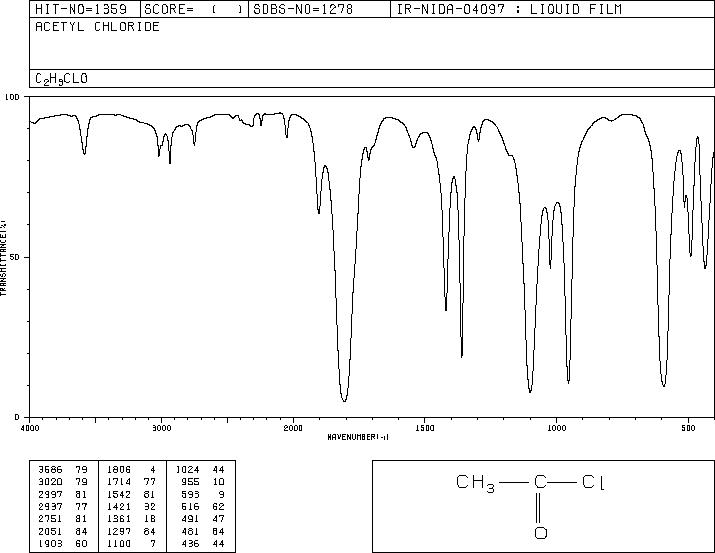 HIT-NO=1359 SCORE= ( ) SDBS-NO=1278 IR-NIDA-04097 : LIQUID FILM
ACETYL CHLORIDE
C2H3CLO
100
TRANSMITTANCE(%)
50
0
4000 3000 2000 1500 1000 500
WAVENUMBER(-1)
3586 79 1806 4 1024 44
3020 79 1714 77 955 10
2997 81 1542 81 593 9
2937 77 1421 32 516 62
2751 81 1361 18 491 47
2051 84 1297 84 481 84
1903 60 1100 7 436 44
CH3 C Cl
O